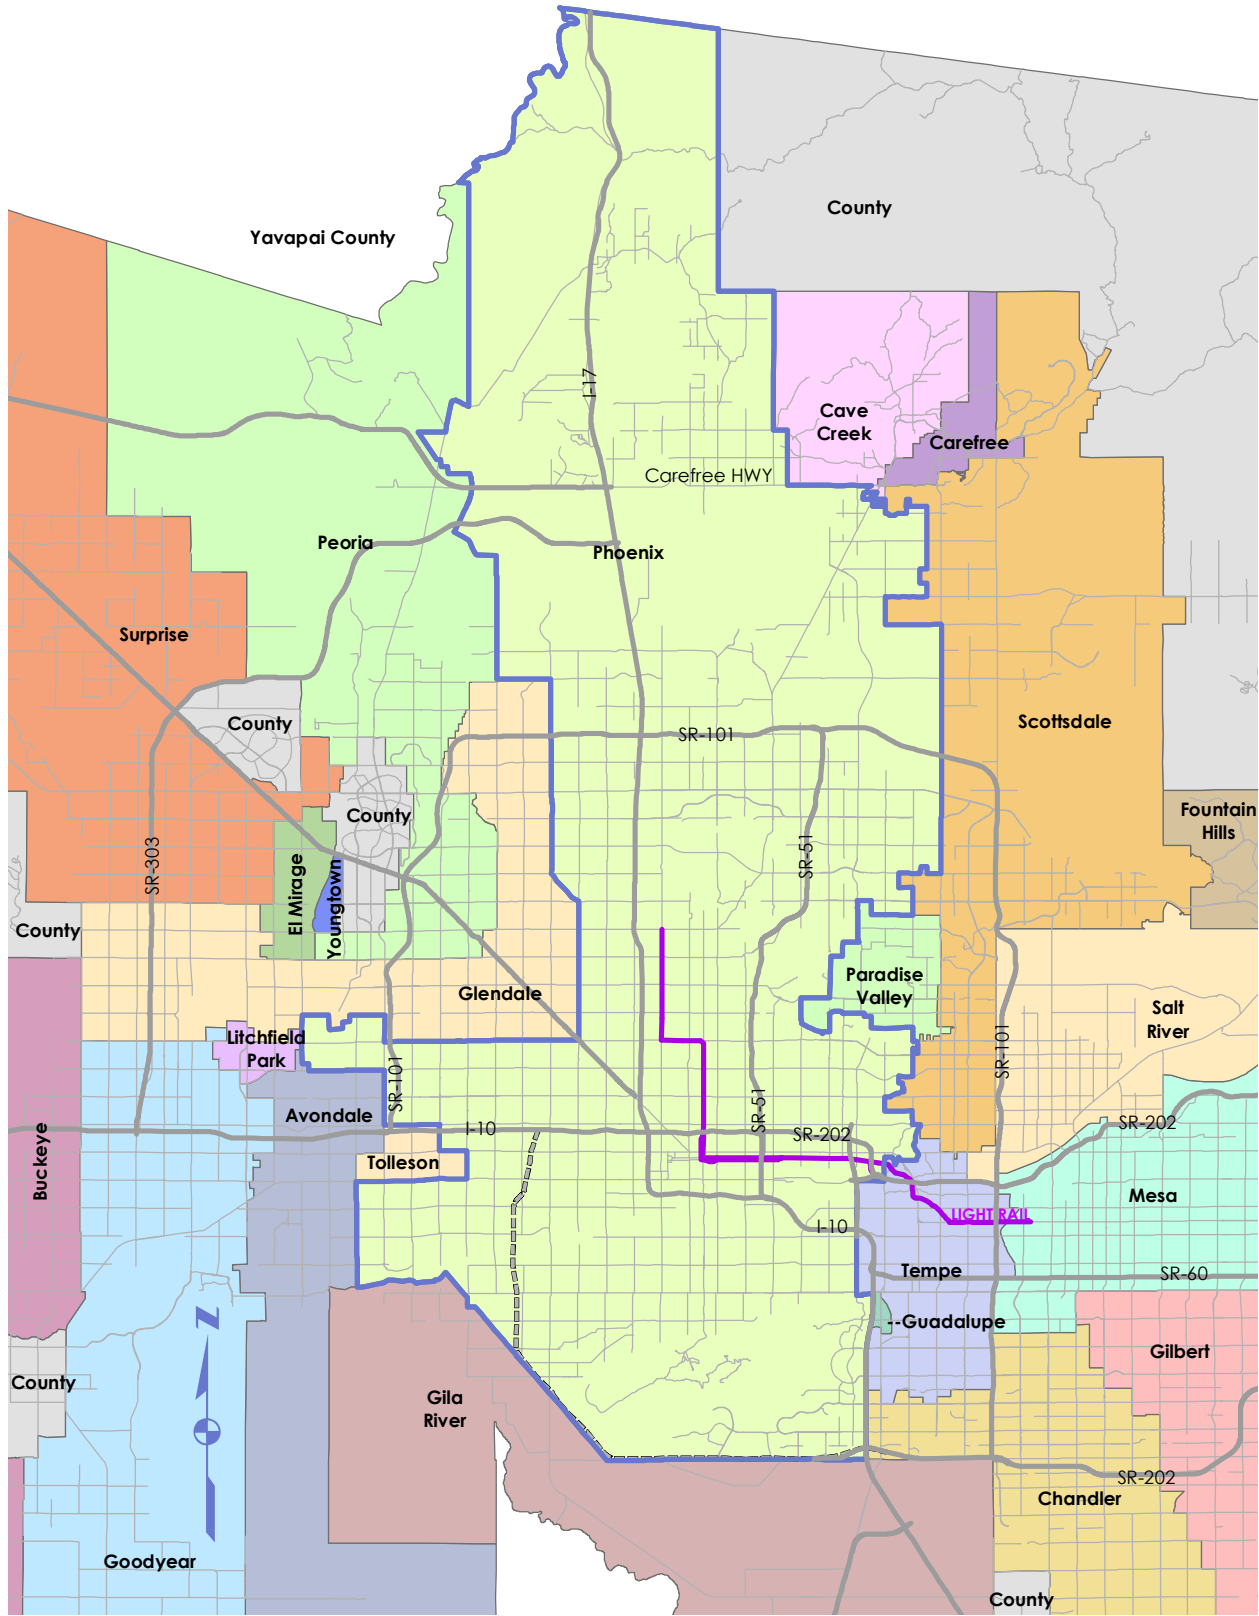 County
Yavapai County
I-17
Cave
Creek
Carefree
Carefree HWY
Peoria
Phoenix
Surprise
County
SR-101
Scottsdale
County
Fountain
Hills
SR-303
SR-51
El Mirage
Youngtown
County
Paradise
Valley
Glendale
Salt
River
Litchfield
Park
SR-101
SR-101
Avondale
SR-51
I-10
SR-202
SR-202
Buckeye
Tolleson
Mesa
LIGHT RAIL
I-10
Tempe
SR-60
--Guadalupe
N
Gilbert
County
Gila
River
SR-202
Chandler
Goodyear
County